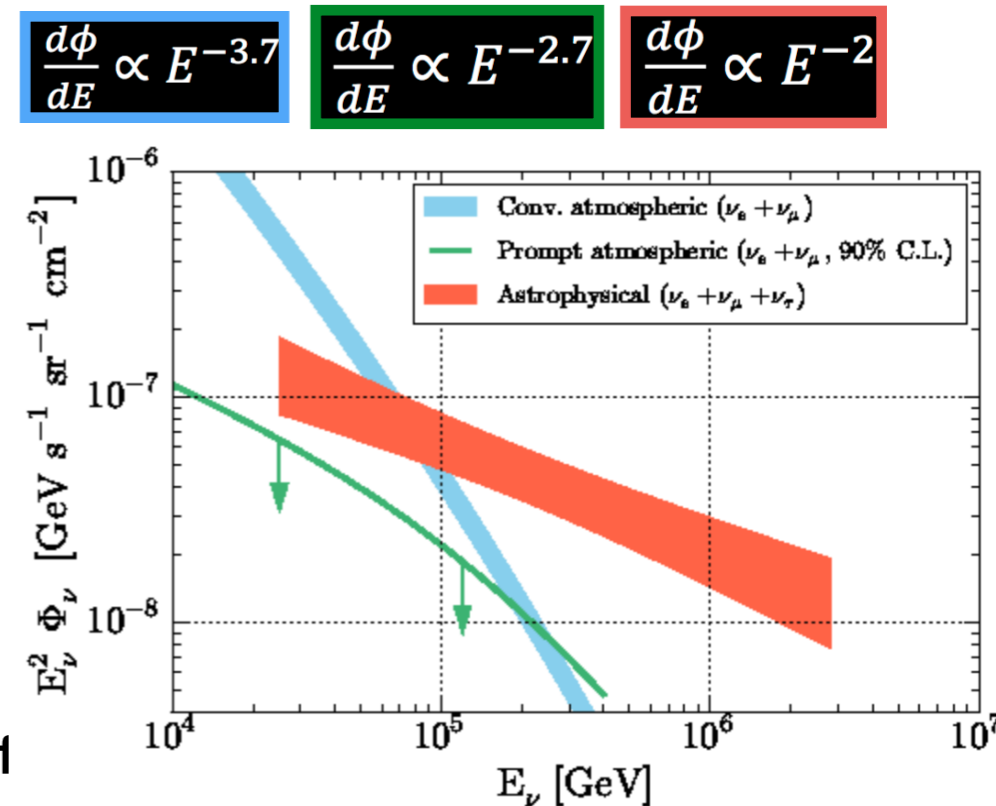 dϕ/dE ∝ E^−3.7
dϕ/dE ∝ E^−2.7
dϕ/dE ∝ E^−2
10^−6
10^−7
10^−8
E_ν^2 Φ_ν [GeV s^−1 sr^−1 cm^−2]
Conv. atmospheric (ν_e + ν_μ)
Prompt atmospheric (ν_e + ν_μ, 90% C.L.)
Astrophysical (ν_e + ν_μ + ν_τ)
10^4 10^5 10^6 10^7
E_ν [GeV]